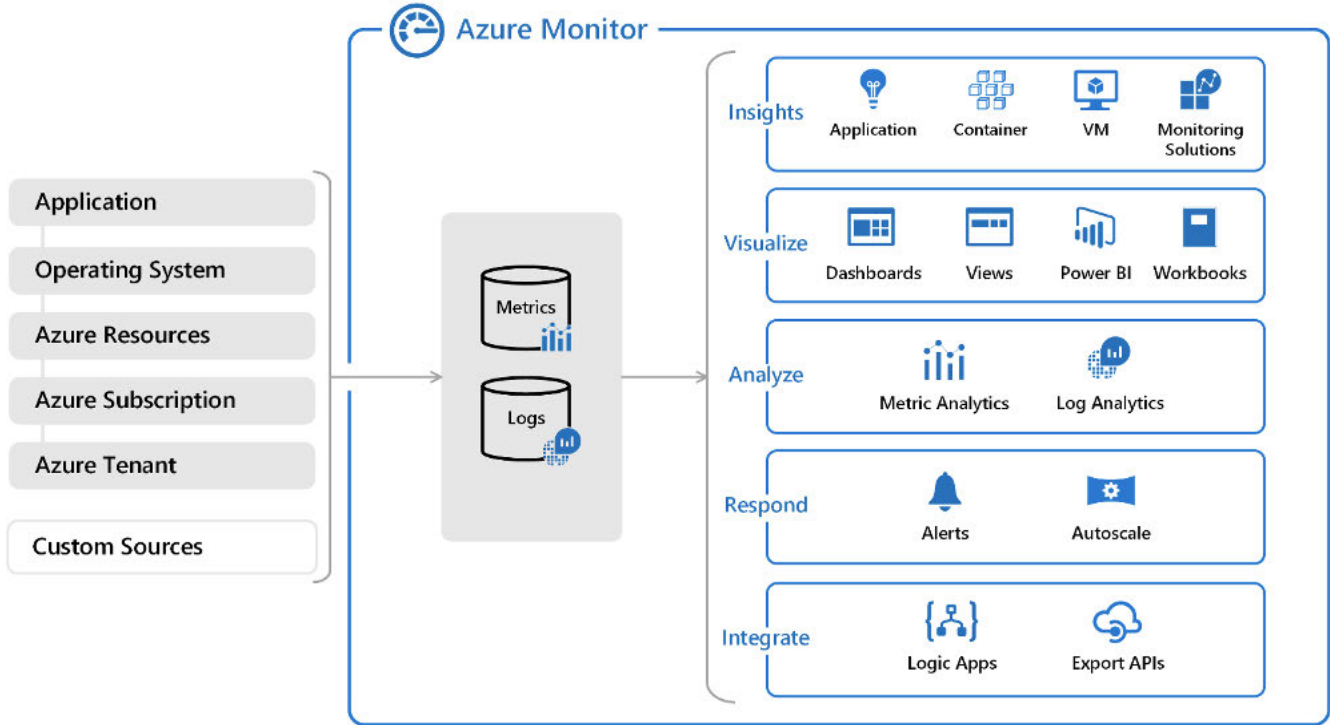 Azure Monitor
Application
Operating System
Azure Resources
Azure Subscription
Azure Tenant
Custom Sources
Metrics
Logs
Insights
Application
Container
VM
Monitoring
Solutions
Visualize
Dashboards
Views
Power BI
Workbooks
Analyze
Metric Analytics
Log Analytics
Respond
Alerts
Autoscale
Integrate
Logic Apps
Export APIs